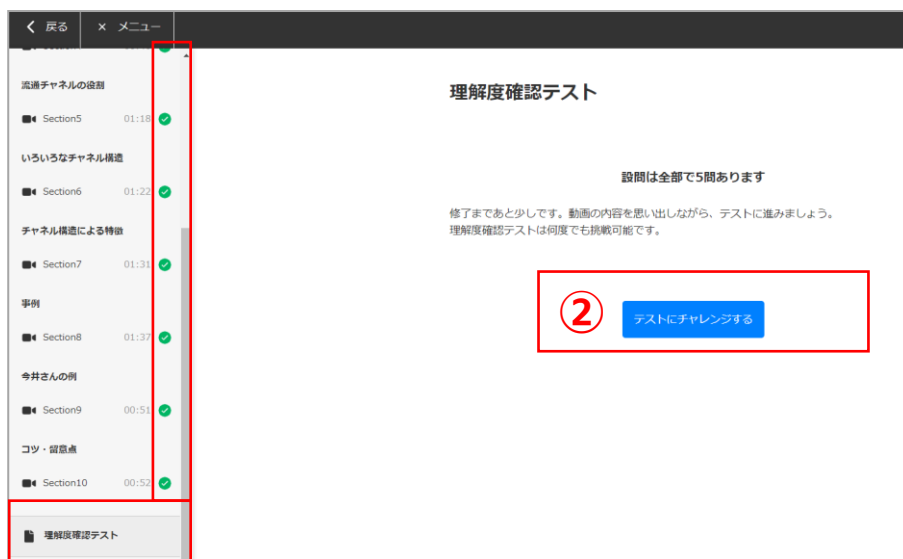 戻る × メニュー
流通チャネルの役割
Section5 01:18
いろいろなチャネル構造
Section6 01:22
チャネル構造による特徴
Section7 01:31
事例
Section8 01:37
今井さんの例
Section9 00:51
コツ・留意点
Section10 00:52
理解度確認テスト
理解度確認テスト
設問は全部で5問あります
修了まであと少しです。動画の内容を思い出しながら、テストに進みましょう。
理解度確認テストは何度でも挑戦可能です。
②
テストにチャレンジする